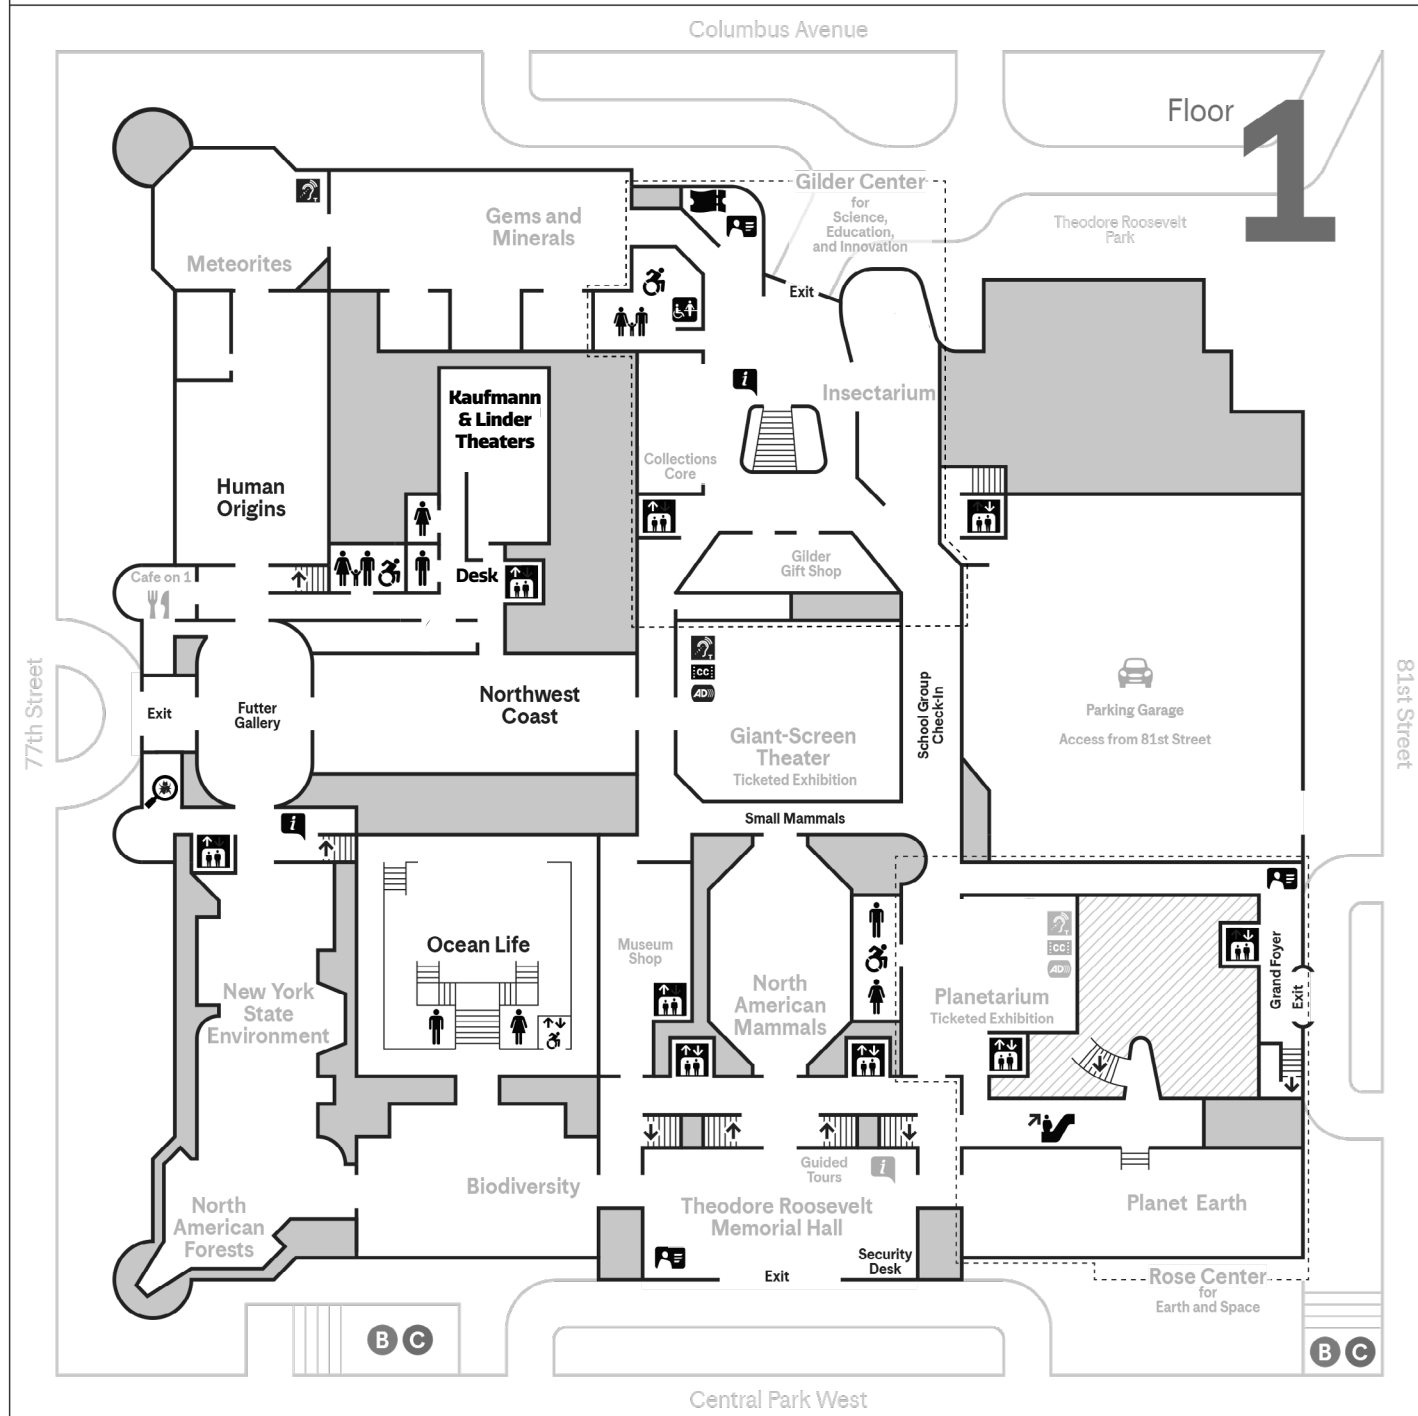 Columbus Avenue
Floor
1
Gilder Center
for
Science,
Education,
and Innovation
Theodore Roosevelt
Park
Gems and
Minerals
Meteorites
T
Exit
i
Insectarium
Kaufmann
& Linder
Theaters
Collections
Core
Human
Origins
Gilder
Gift Shop
Cafe on 1
Desk
77th Street
81st Street
Exit
Futter
Gallery
Northwest
Coast
T
CC
AD
Giant-Screen
Theater
Ticketed Exhibition
School Group
Check-In
Parking Garage
Access from 81st Street
i
Small Mammals
Ocean Life
Museum
Shop
North
American
Mammals
T
CC
AD
Planetarium
Ticketed Exhibition
Grand Foyer
Exit
New York
State
Environment
Biodiversity
Guided
Tours
i
Theodore Roosevelt
Memorial Hall
Planet Earth
North
American
Forests
Security
Desk
Exit
Rose Center
for
Earth and Space
B C
B C
Central Park West